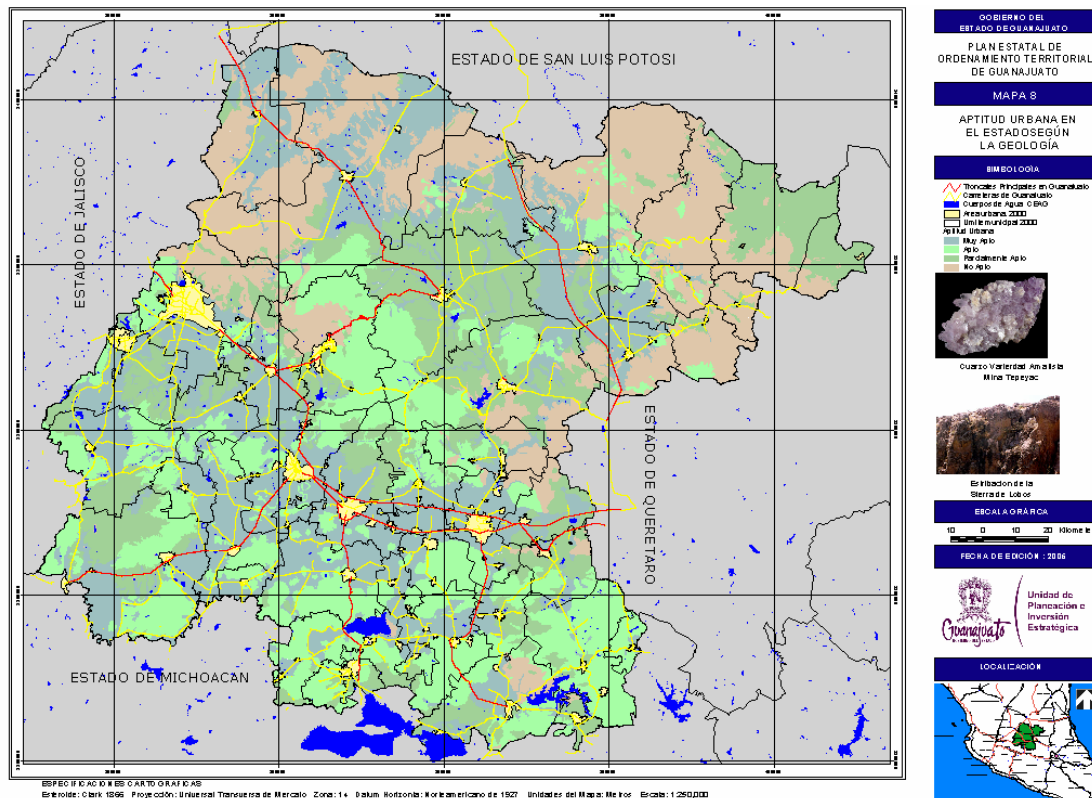 GOBIERNO DEL
ESTADO DE GUANAJUATO
PLAN ESTATAL DE
ORDENAMIENTO TERRITORIAL
DE GUANAJUATO
MAPA 8
APTITUD URBANA EN
EL ESTADO SEGÚN
LA GEOLOGÍA
SIMBOLOGÍA
Troncales Principales en Guanajuato
Carreteras de Guanajuato
Cuerpos de Agua CEAG
Area urbana 2000
Limite municipal 2000
Aptitud Urbana
Muy Apto
Apto
Parcialmente Apto
No Apto
Cuarzo Variedad Amatista
Mina Tepeyac
Estribacion de la
Sierra de Lobos
ESCALA GRÁFICA
10 0 10 20 Kilomete
FECHA DE EDICIÓN : 2006
Guanajuato
Unidad de
Planeación e
Inversión
Estratégica
LOCALIZACIÓN
ESTADO DE SAN LUIS POTOSI
ESTADO DE JALISCO
ESTADO DE QUERETARO
ESTADO DE MICHOACAN
ESPECIFICACIONES CARTOGRAFICAS
Esferoide: Clark 1866 Proyección: Universal Transversa de Mercato Zona: 14 Datum Horizontal: Norteamericano de 1927 Unidades del Mapa: Metros Escala: 1:250,000